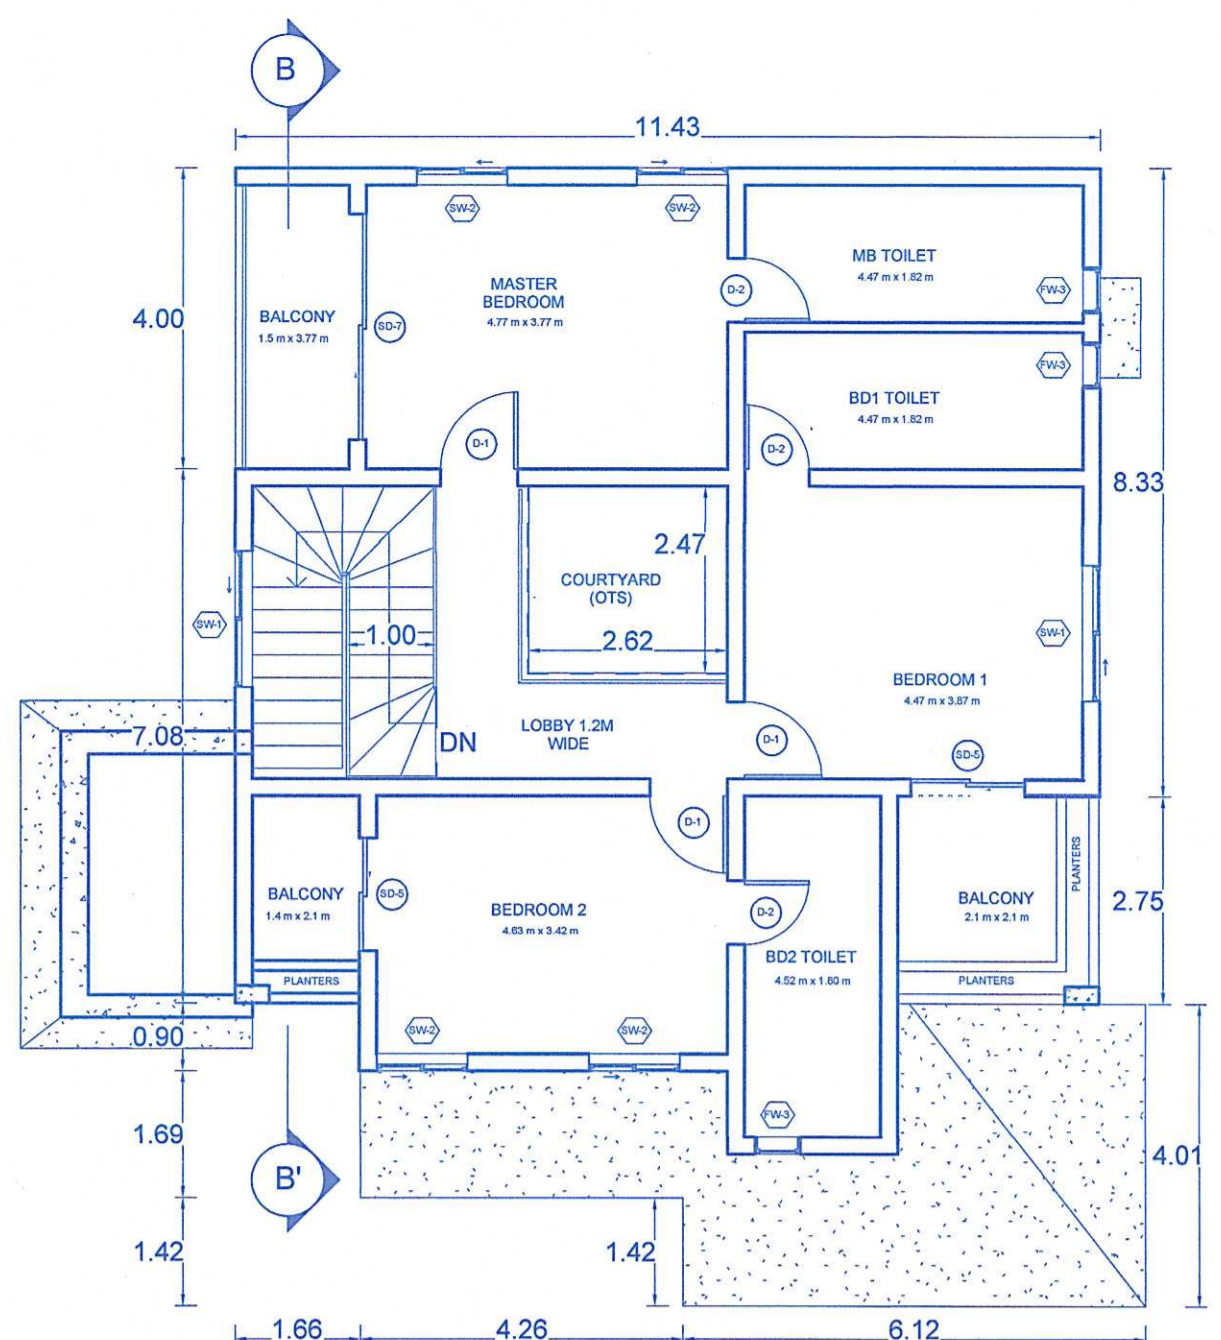 B
11.43
SW-2
SW-2
MB TOILET
4.47 m x 1.82 m
FW-3
D-2
MASTER
BEDROOM
4.77 m x 3.77 m
BALCONY
1.5 m x 3.77 m
SD-7
4.00
FW-3
BD1 TOILET
4.47 m x 1.82 m
D-1
D-2
8.33
2.47
COURTYARD
(OTS)
2.62
1.00
SW-1
SW-1
BEDROOM 1
4.47 m x 3.87 m
7.08
DN
LOBBY 1.2M
WIDE
D-1
SD-5
D-1
PLANTERS
BALCONY
1.4 m x 2.1 m
SD-5
BEDROOM 2
4.63 m x 3.42 m
D-2
BALCONY
2.1 m x 2.1 m
2.75
BD2 TOILET
4.52 m x 1.80 m
PLANTERS
PLANTERS
0.90
SW-2
SW-2
FW-3
1.69
B'
4.01
1.42
1.42
1.66
4.26
6.12